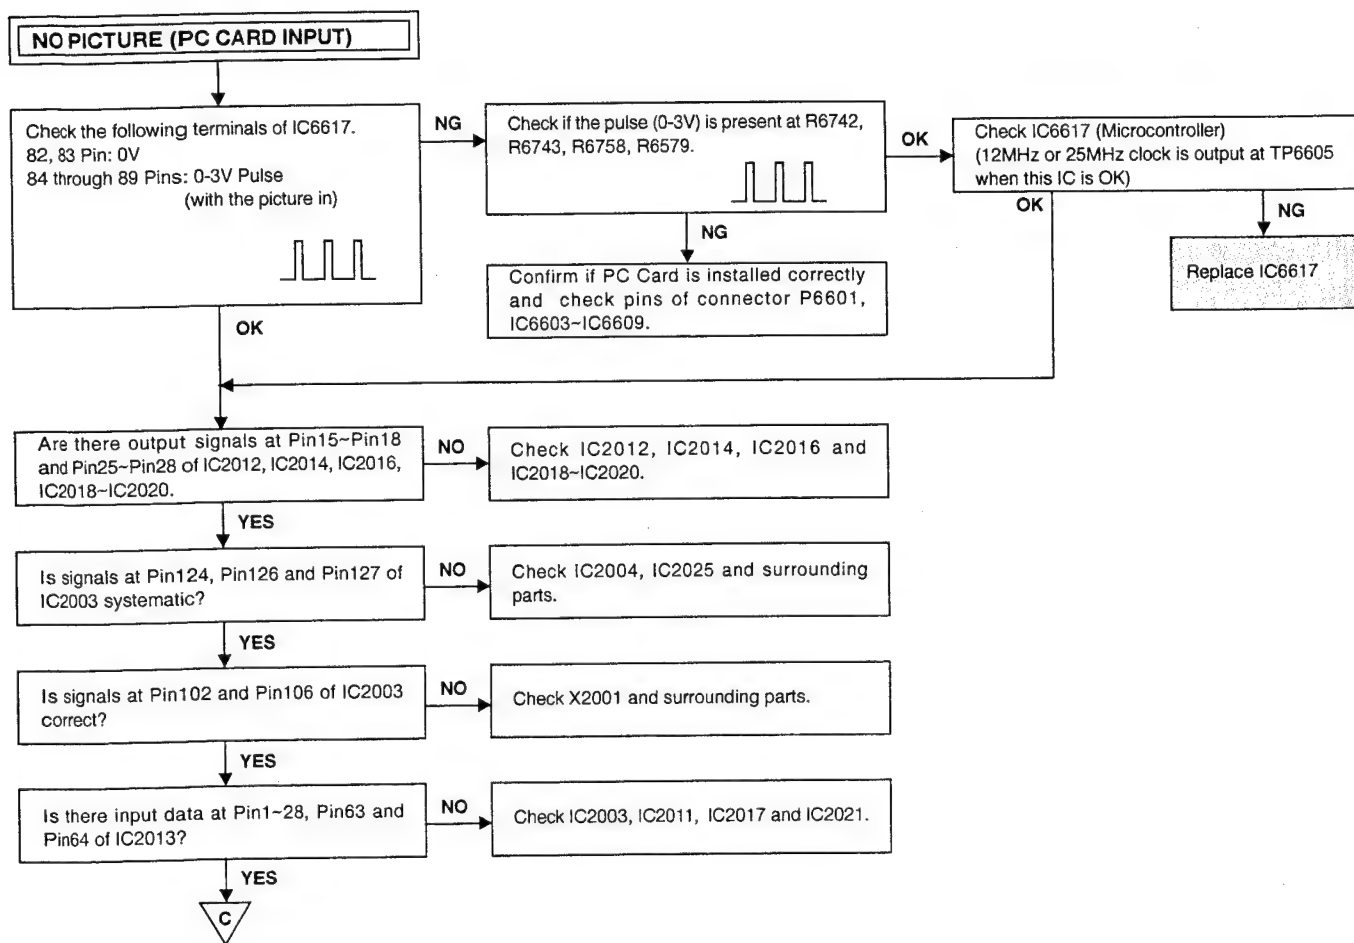 NO PICTURE (PC CARD INPUT)
Check the following terminals of IC6617.
82, 83 Pin: 0V
84 through 89 Pins: 0-3V Pulse
(with the picture in)
NG
Check if the pulse (0-3V) is present at R6742,
R6743, R6758, R6579.
OK
Check IC6617 (Microcontroller)
(12MHz or 25MHz clock is output at TP6605
when this IC is OK)
OK
NG
Replace IC6617
NG
Confirm if PC Card is installed correctly
and check pins of connector P6601,
IC6603~IC6609.
OK
Are there output signals at Pin15~Pin18
and Pin25~Pin28 of IC2012, IC2014, IC2016,
IC2018~IC2020.
NO
Check IC2012, IC2014, IC2016 and
IC2018~IC2020.
YES
Is signals at Pin124, Pin126 and Pin127 of
IC2003 systematic?
NO
Check IC2004, IC2025 and surrounding
parts.
YES
Is signals at Pin102 and Pin106 of IC2003
correct?
NO
Check X2001 and surrounding parts.
YES
Is there input data at Pin1~28, Pin63 and
Pin64 of IC2013?
NO
Check IC2003, IC2011, IC2017 and IC2021.
YES
C